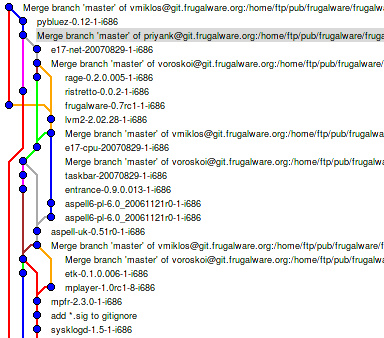 Merge branch 'master' of vmiklos@git.frugalware.org:/home/ftp/pub/frugalware/fr
pybluez-0.12-1-i686
Merge branch 'master' of priyank@git.frugalware.org:/home/ftp/pub/fruga
e17-net-20070829-1-i686
Merge branch 'master' of voroskoi@git.frugalware.org:/home/ftp/pub/fru
rage-0.2.0.005-1-i686
ristretto-0.0.2-1-i686
frugalware-0.7rc1-1-i686
lvm2-2.02.28-1-i686
Merge branch 'master' of vmiklos@git.frugalware.org:/home/ftp/pub/fru
e17-cpu-20070829-1-i686
Merge branch 'master' of voroskoi@git.frugalware.org:/home/ftp/pub/frugalwa
taskbar-20070829-1-i686
entrance-0.9.0.013-1-i686
aspell6-pl-6.0_20061121r0-1-i686
aspell6-pl-6.0_20061121r0-1-i686
aspell-uk-0.51r0-1-i686
Merge branch 'master' of vmiklos@git.frugalware.org:/home/ftp/pub/frugalware/f
Merge branch 'master' of voroskoi@git.frugalware.org:/home/ftp/pub/fruga
etk-0.1.0.006-1-i686
mplayer-1.0rc1-8-i686
mpfr-2.3.0-1-i686
add *.sig to gitignore
sysklogd-1.5-1-i686